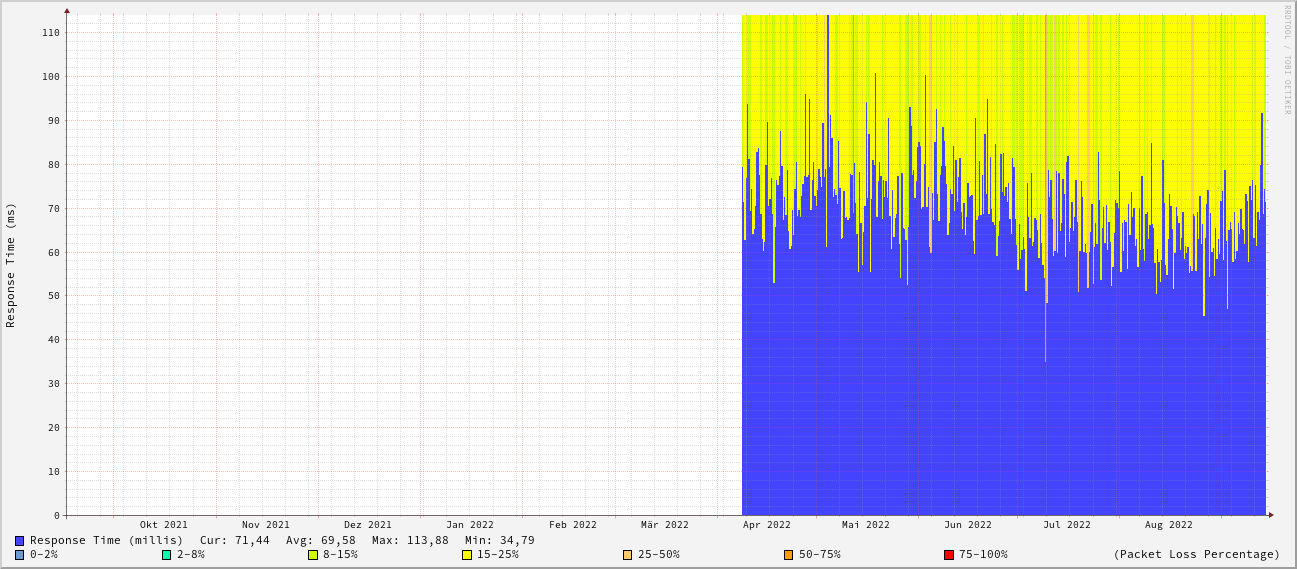 RRDTOOL / TOBI OETIKER
Response Time (ms)
110
100
90
80
70
60
50
40
30
20
10
0
Okt 2021 Nov 2021 Dez 2021 Jan 2022 Feb 2022 Mär 2022 Apr 2022 Mai 2022 Jun 2022 Jul 2022 Aug 2022
Response Time (millis) Cur: 71,44 Avg: 69,58 Max: 113,88 Min: 34,79
0-2% 2-8% 8-15% 15-25% 25-50% 50-75% 75-100% (Packet Loss Percentage)